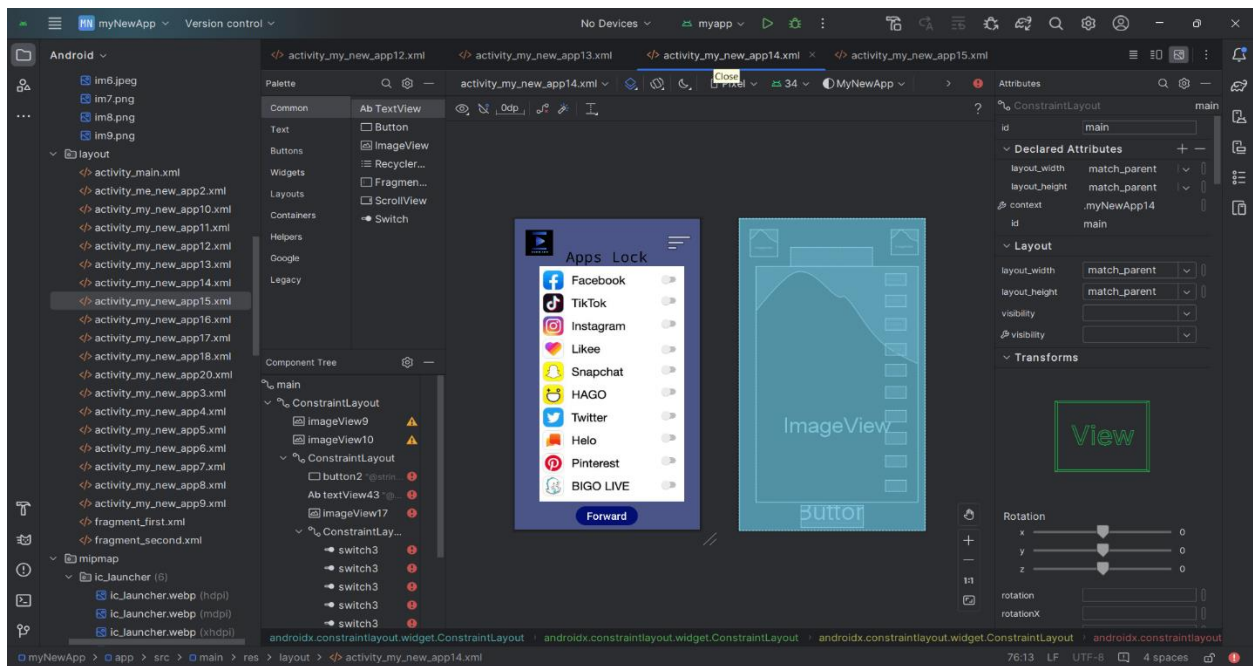 MN myNewApp Version control No Devices myapp
Android
im6.jpeg
im7.png
im8.png
im9.png
layout
activity_main.xml
activity_me_new_app2.xml
activity_my_new_app10.xml
activity_my_new_app11.xml
activity_my_new_app12.xml
activity_my_new_app13.xml
activity_my_new_app14.xml
activity_my_new_app15.xml
activity_my_new_app16.xml
activity_my_new_app17.xml
activity_my_new_app18.xml
activity_my_new_app20.xml
activity_my_new_app3.xml
activity_my_new_app4.xml
activity_my_new_app5.xml
activity_my_new_app6.xml
activity_my_new_app7.xml
activity_my_new_app8.xml
activity_my_new_app9.xml
fragment_first.xml
fragment_second.xml
mipmap
ic_launcher (6)
ic_launcher.webp (hdpi)
ic_launcher.webp (mdpi)
ic_launcher.webp (xhdpi)
activity_my_new_app12.xml activity_my_new_app13.xml activity_my_new_app14.xml activity_my_new_app15.xml
Close
Palette
Common
Text
Buttons
Widgets
Layouts
Containers
Helpers
Google
Legacy
Ab TextView
Button
ImageView
Recycler...
Fragmen...
ScrollView
Switch
Component Tree
main
ConstraintLayout
imageView9
imageView10
ConstraintLayout
button2
Ab textView43
imageView17
ConstraintLay...
switch3
switch3
switch3
switch3
switch3
activity_my_new_app14.xml Pixel 34 MyNewApp
0dp
Apps Lock
Facebook
TikTok
Instagram
Likee
Snapchat
HAGO
Twitter
Helo
Pinterest
BIGO LIVE
Forward
ImageView
Button
1:1
Attributes
ConstraintLayout main
id main
Declared Attributes
layout_width match_parent
layout_height match_parent
context .myNewApp14
id main
Layout
layout_width match_parent
layout_height match_parent
visibility
visibility
Transforms
View
Rotation
x 0
y 0
z 0
rotation
rotationX
androidx.constraintlayout.widget.ConstraintLayout androidx.constraintlayout.widget.ConstraintLayout androidx.constraintlayout.widget.ConstraintLayout androidx.constraintlayout
myNewApp > app > src > main > res > layout > activity_my_new_app14.xml 76:13 LF UTF-8 4 spaces